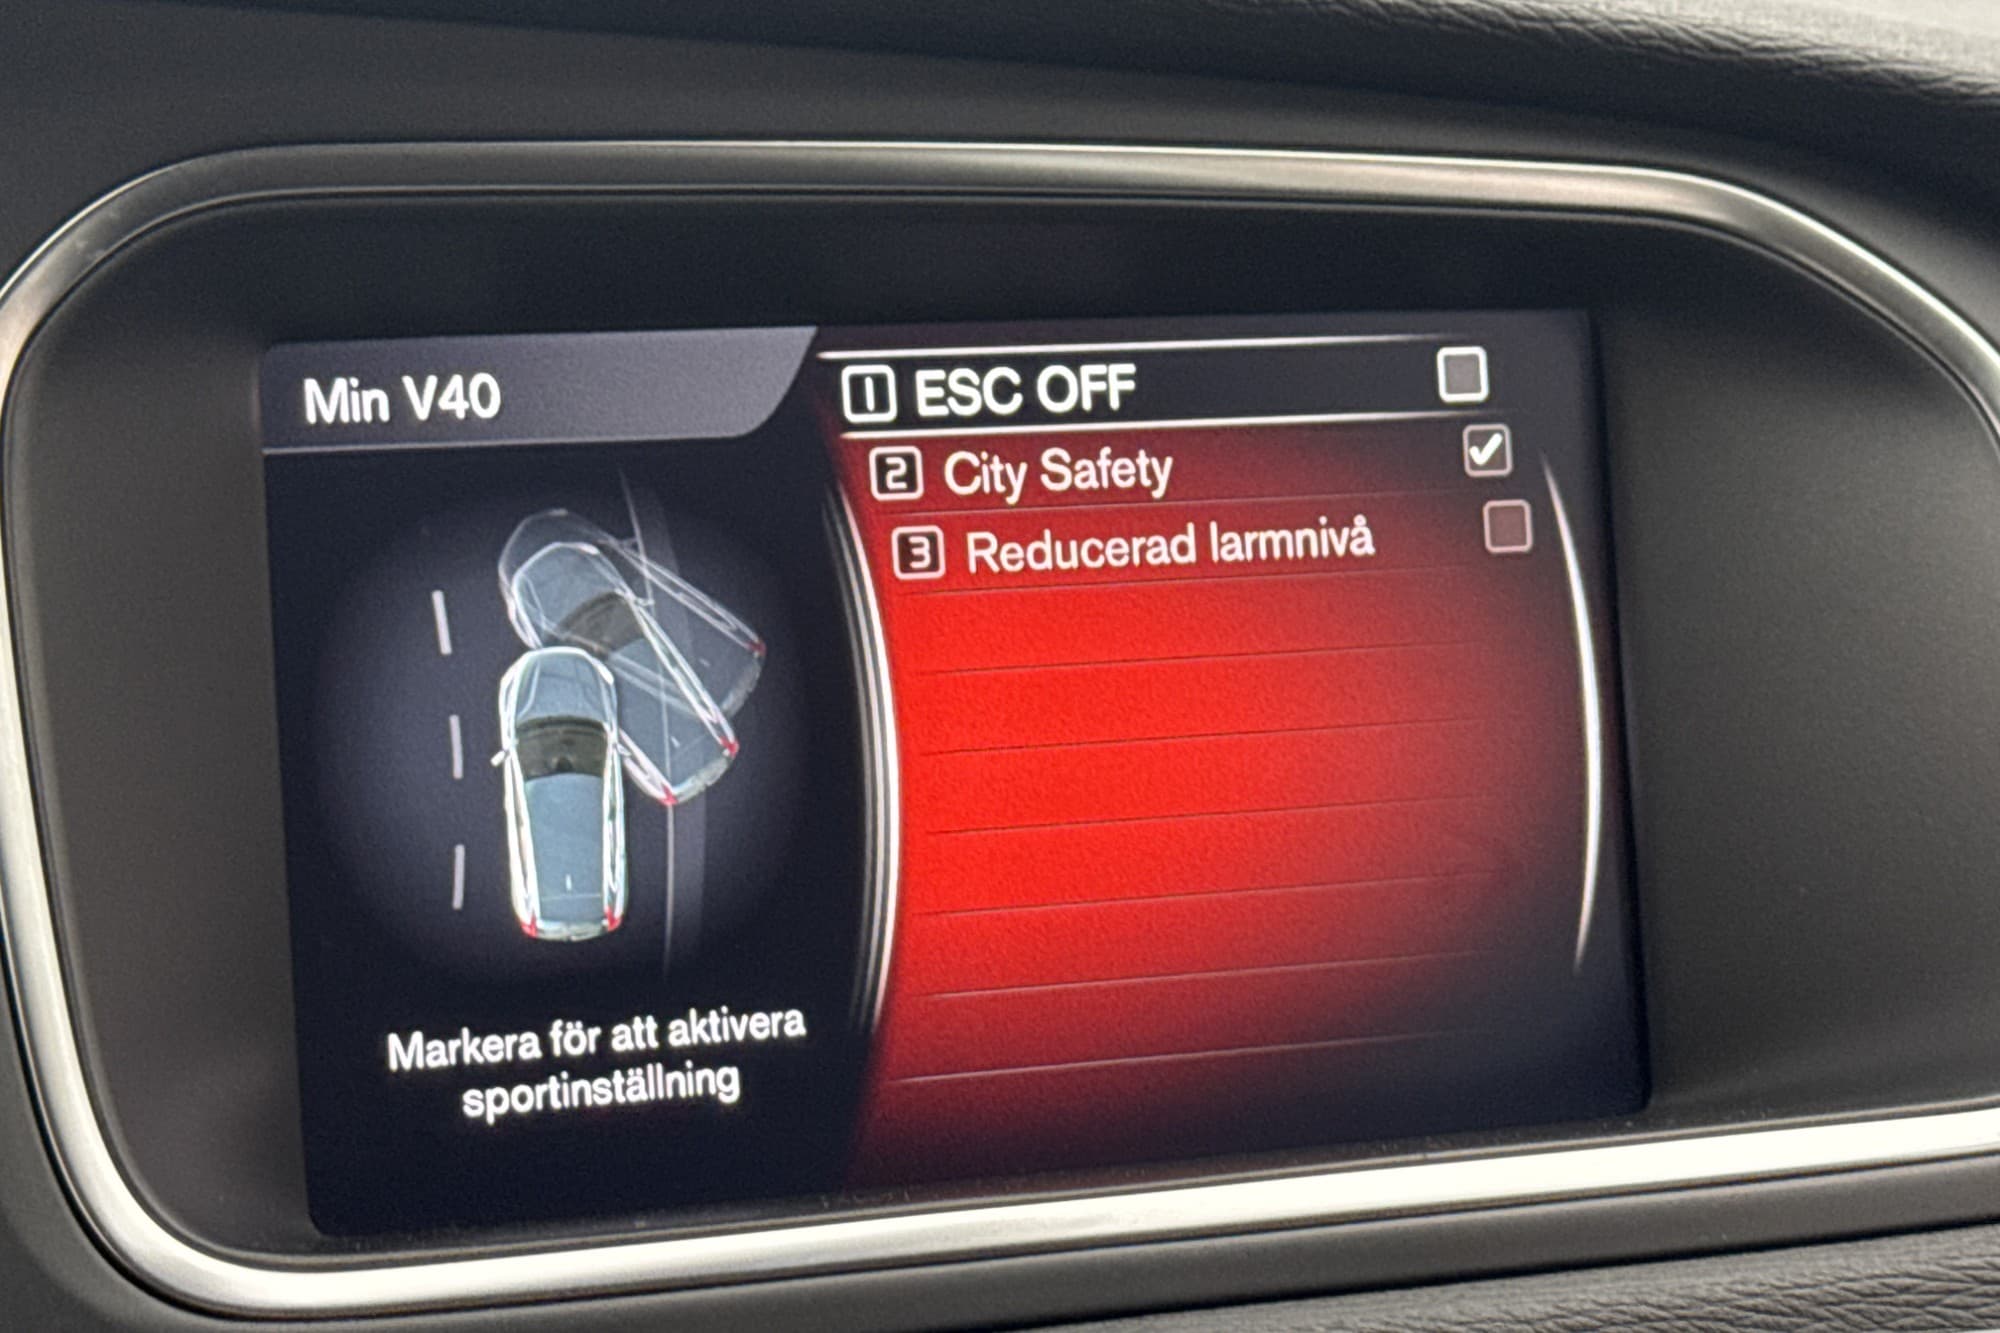 Min V40
1 ESC OFF
2 City Safety
3 Reducerad larmnivå
Markera för att aktivera
sportinställning